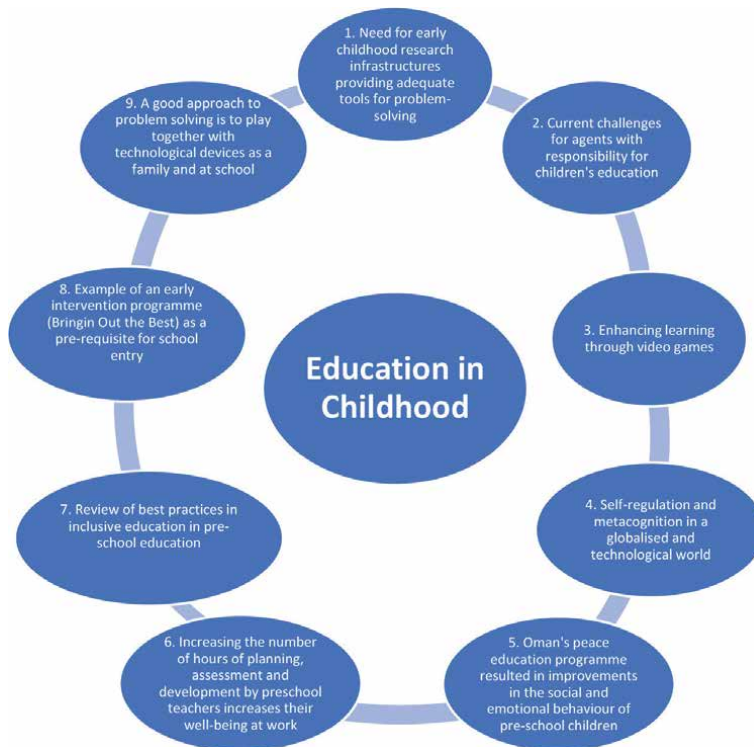 1. Need for early
childhood research
infrastructures
providing adequate
tools for problem-
solving
2. Current challenges
for agents with
responsibility for
children's education
3. Enhancing learning
through video games
4. Self-regulation and
metacognition in a
globalised and
technological world
5. Oman's peace
education programme
resulted in improvements
in the social and
emotional behaviour of
pre-school children
6. Increasing the number
of hours of planning,
assessment and
development by preschool
teachers increases their
well-being at work
7. Review of best practices in
inclusive education in pre-
school education
8. Example of an early
intervention programme
(Bringin Out the Best) as a
pre-requisite for school
entry
9. A good approach to
problem solving is to play
together with
technological devices as a
family and at school
Education in
Childhood